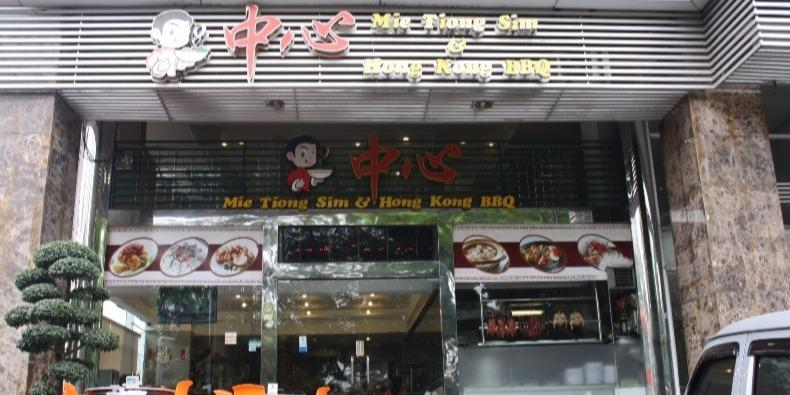 中心 Mie Tiong Sim
&
Hong Kong BBQ
中心
Mie Tiong Sim & Hong Kong BBQ